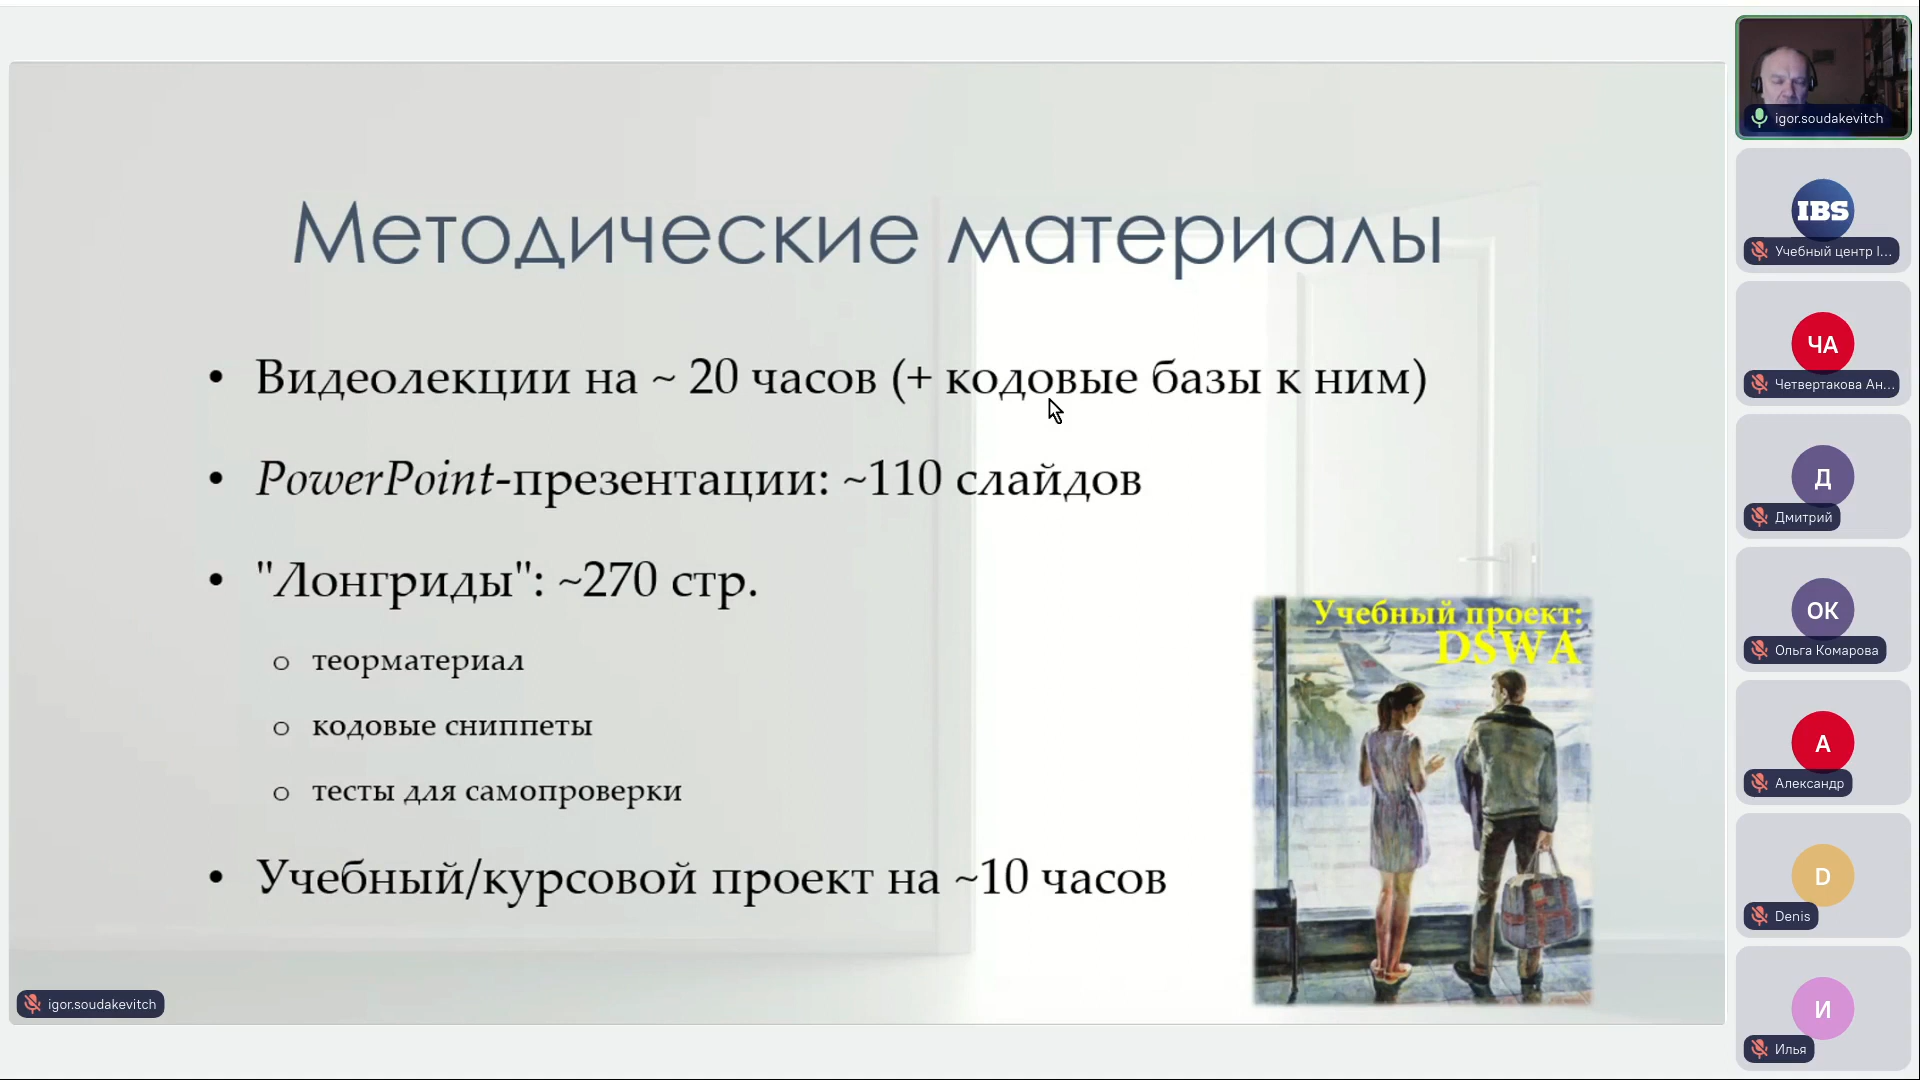 Методические материалы
• Видеолекции на ~ 20 часов (+ кодовые базы к ним)
• PowerPoint-презентации: ~110 слайдов
• "Лонгриды": ~270 стр.
o теорматериал
o кодовые сниппеты
o тесты для самопроверки
• Учебный/курсовой проект на ~10 часов
Учебный проект:
DSWA
igor.soudakevitch
igor.soudakevitch
IBS
Учебный центр I...
ЧА
Четвертакова Ан...
Д
Дмитрий
ОК
Ольга Комарова
А
Александр
D
Denis
И
Илья